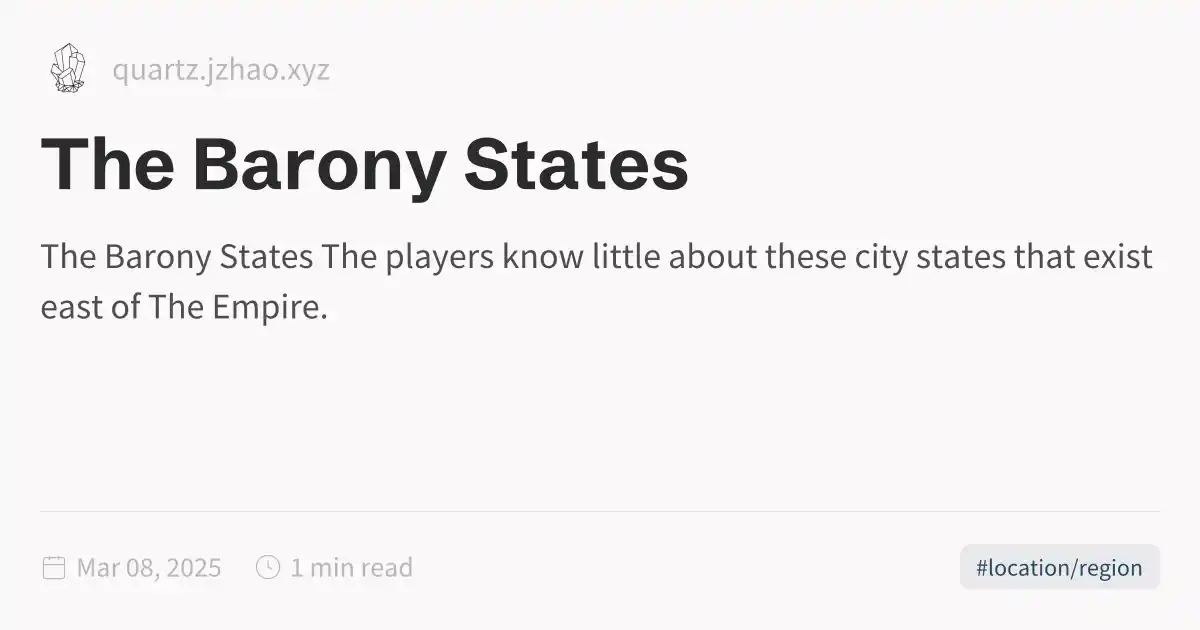 quartz.jzhao.xyz
The Barony States
The Barony States The players know little about these city states that exist
east of The Empire.
Mar 08, 2025 1 min read #location/region